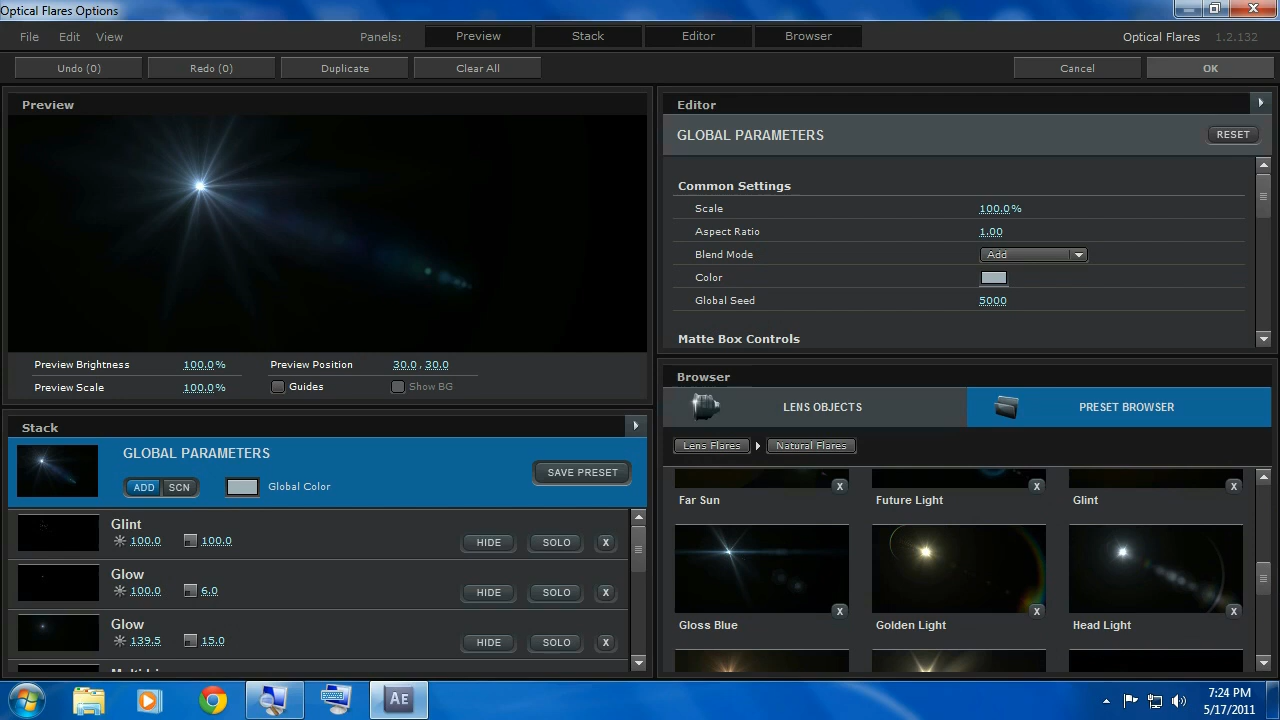 Optical Flares Options
File Edit View Panels: Preview Stack Editor Browser Optical Flares 1.2.132
Undo (0) Redo (0) Duplicate Clear All Cancel OK
Preview
Preview Brightness 100.0% Preview Position 30.0 , 30.0
Preview Scale 100.0% Guides Show BG
Stack
GLOBAL PARAMETERS
ADD SCN Global Color SAVE PRESET
Glint
100.0 100.0 HIDE SOLO X
Glow
100.0 6.0 HIDE SOLO X
Glow
139.5 15.0 HIDE SOLO X
Editor
GLOBAL PARAMETERS RESET
Common Settings
Scale 100.0%
Aspect Ratio 1.00
Blend Mode Add
Color
Global Seed 5000
Matte Box Controls
Browser
LENS OBJECTS PRESET BROWSER
Lens Flares Natural Flares
X X X
Far Sun Future Light Glint
X X X
Gloss Blue Golden Light Head Light
AE
7:24 PM
5/17/2011